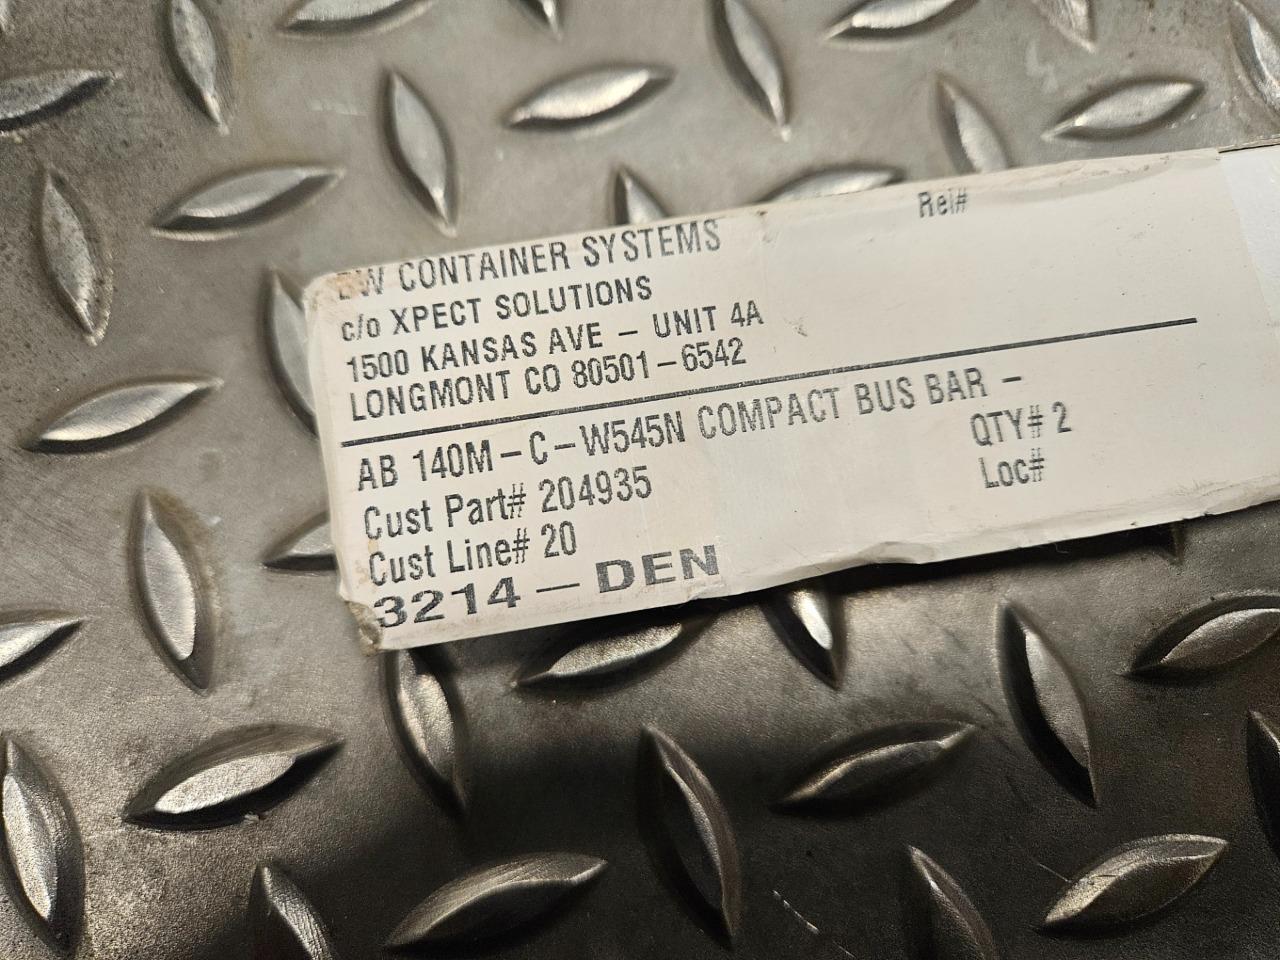 Rel#
BW CONTAINER SYSTEMS
c/o XPECT SOLUTIONS
1500 KANSAS AVE - UNIT 4A
LONGMONT CO 80501-6542
AB 140M-C-W545N COMPACT BUS BAR -
Cust Part# 204935 QTY# 2
Cust Line# 20 Loc#
3214-DEN